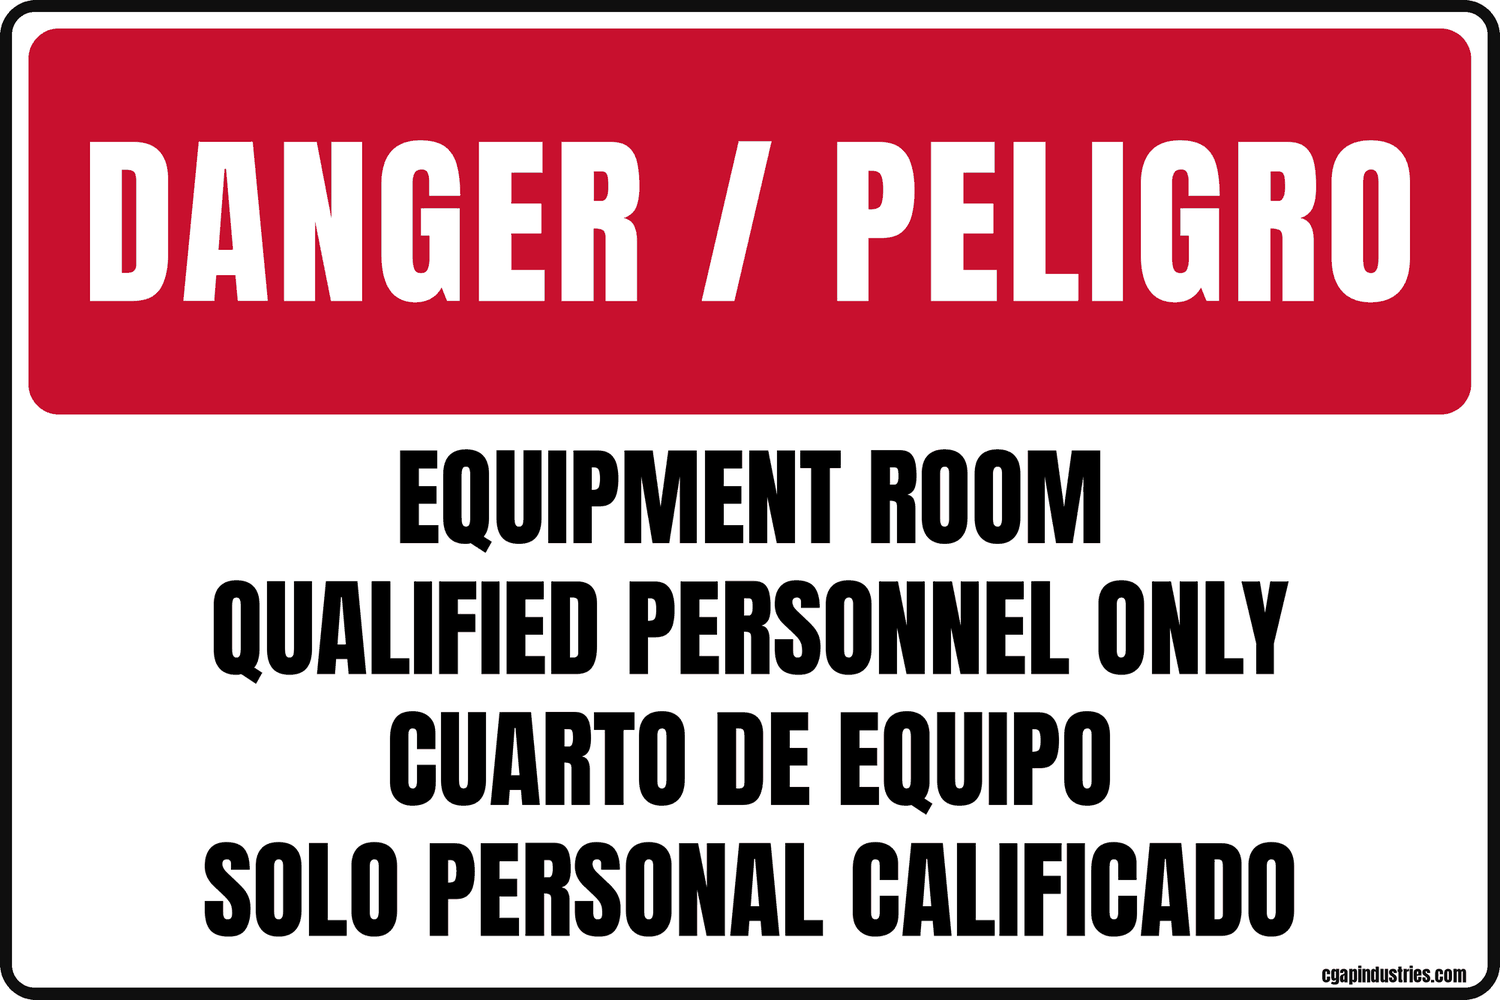 DANGER / PELIGRO
EQUIPMENT ROOM
QUALIFIED PERSONNEL ONLY
CUARTO DE EQUIPO
SOLO PERSONAL CALIFICADO
cgapindustries.com